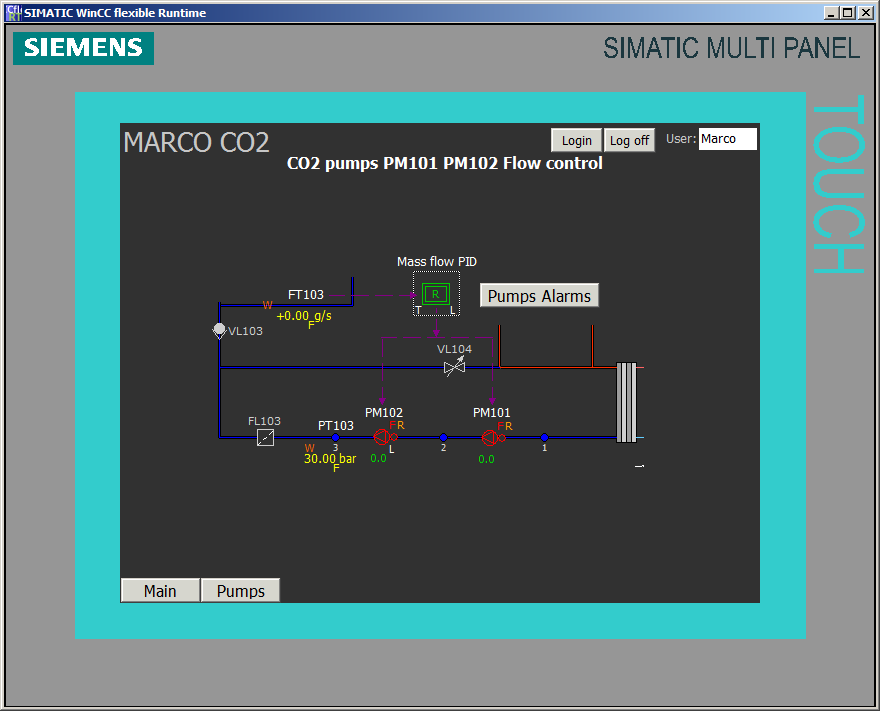 SIMATIC WinCC flexible Runtime
SIEMENS
SIMATIC MULTI PANEL
TOUCH
MARCO CO2
Login
Log off
User:
Marco
CO2 pumps PM101 PM102 Flow control
Mass flow PID
R
T
L
Pumps Alarms
FT103
W
+0.00 g/s
F
VL103
VL104
FL103
PT103
W
3
30.00 bar
F
PM102
FR
L
0.0
2
PM101
FR
0.0
1
Main
Pumps